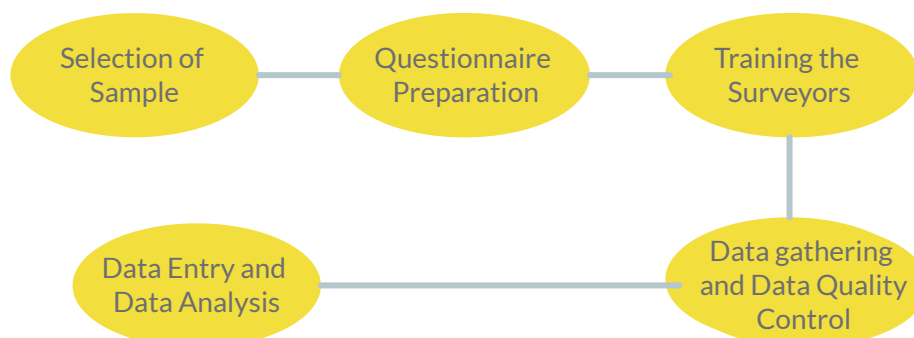 Selection of
Sample
Questionnaire
Preparation
Training the
Surveyors
Data gathering
and Data Quality
Control
Data Entry and
Data Analysis